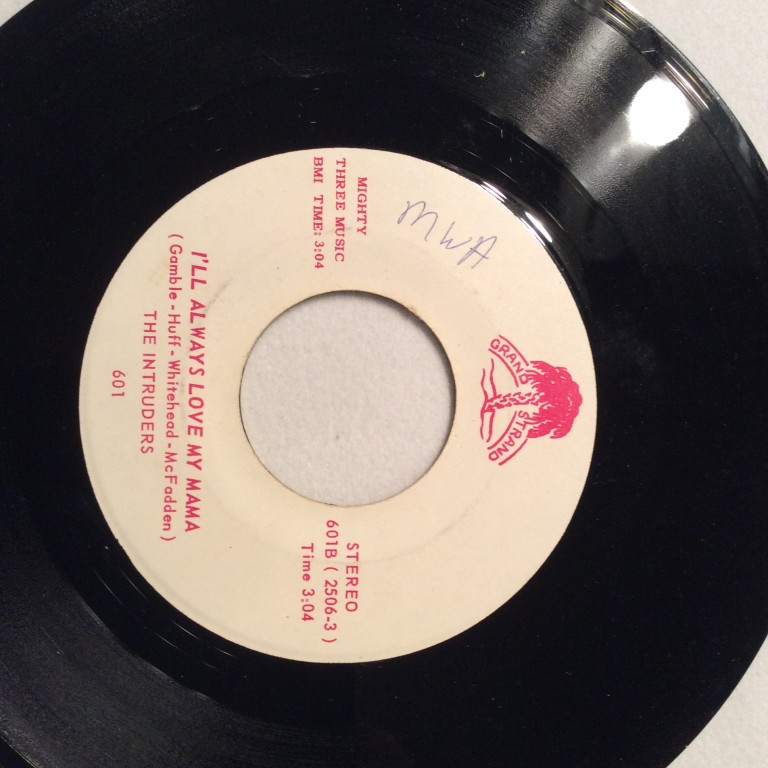 GRAND STRAND
MWA
MIGHTY
THREE MUSIC
BMI TIME: 3:04
STEREO
601B ( 2506-3 )
Time 3:04
I'LL ALWAYS LOVE MY MAMA
( Gamble - Huff - Whitehead - McFadden )
THE INTRUDERS
601